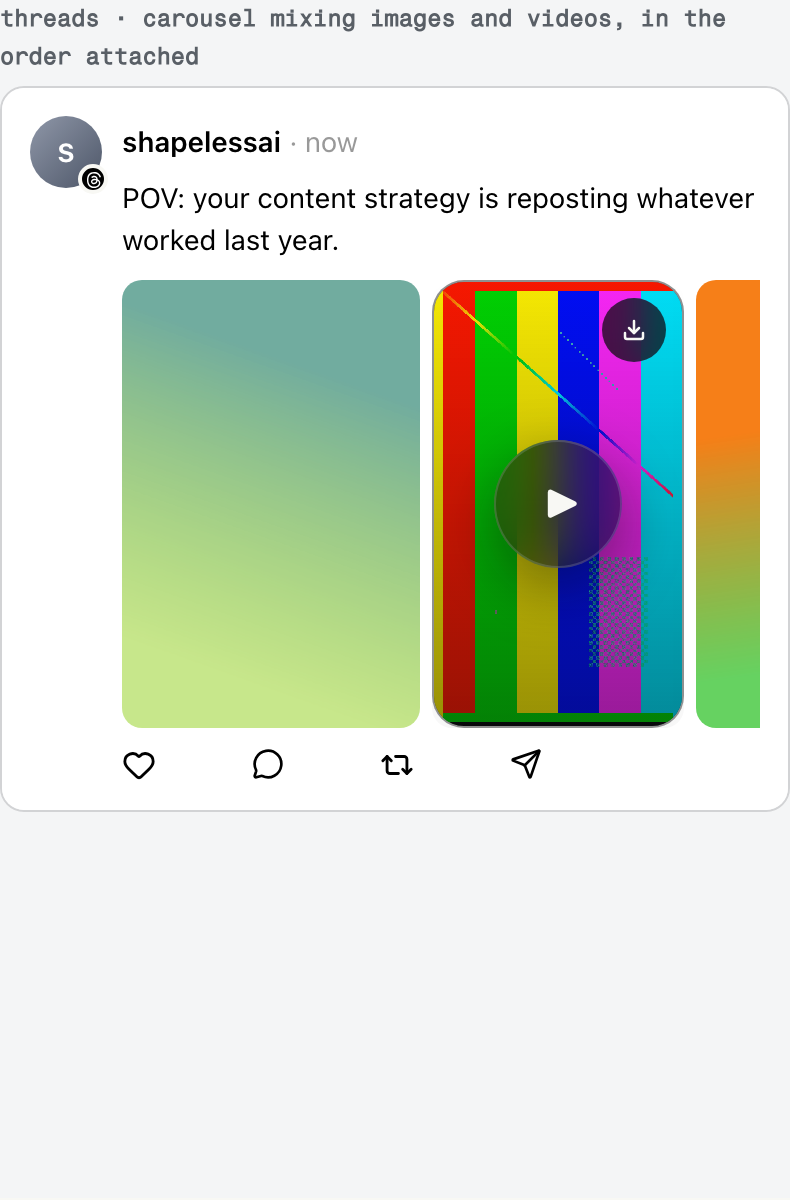 threads · carousel mixing images and videos, in the
order attached
S
shapelessai · now
POV: your content strategy is reposting whatever
worked last year.